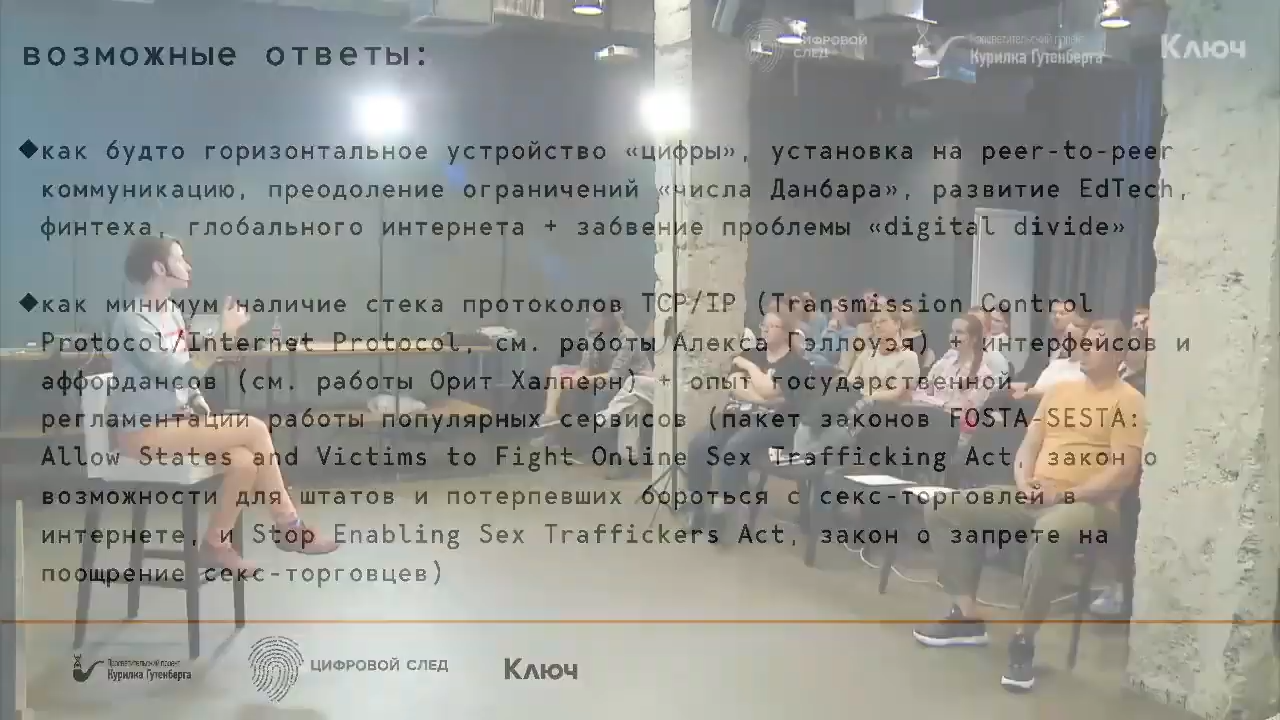 возможные ответы:
ЦИФРОВОЙ
СЛЕД
Просветительский проект
Курилка Гутенберга
Ключ
как будто горизонтальное устройство «цифры», установка на peer-to-peer
коммуникацию, преодоление ограничений «числа Данбара», развитие EdTech,
финтеха, глобального интернета + забвение проблемы «digital divide»
как минимум наличие стека протоколов TCP/IP (Transmission Control
Protocol/Internet Protocol, см. работы Алекса Гэллоуэя) + интерфейсов и
аффордансов (см. работы Орит Халперн) + опыт государственной
регламентации работы популярных сервисов (пакет законов FOSTA-SESTA:
Allow States and Victims to Fight Online Sex Trafficking Act, закон о
возможности для штатов и потерпевших бороться с секс-торговлей в
интернете, и Stop Enabling Sex Traffickers Act, закон о запрете на
поощрение секс-торговцев)
Просветительский проект
Курилка Гутенберга
ЦИФРОВОЙ СЛЕД
Ключ